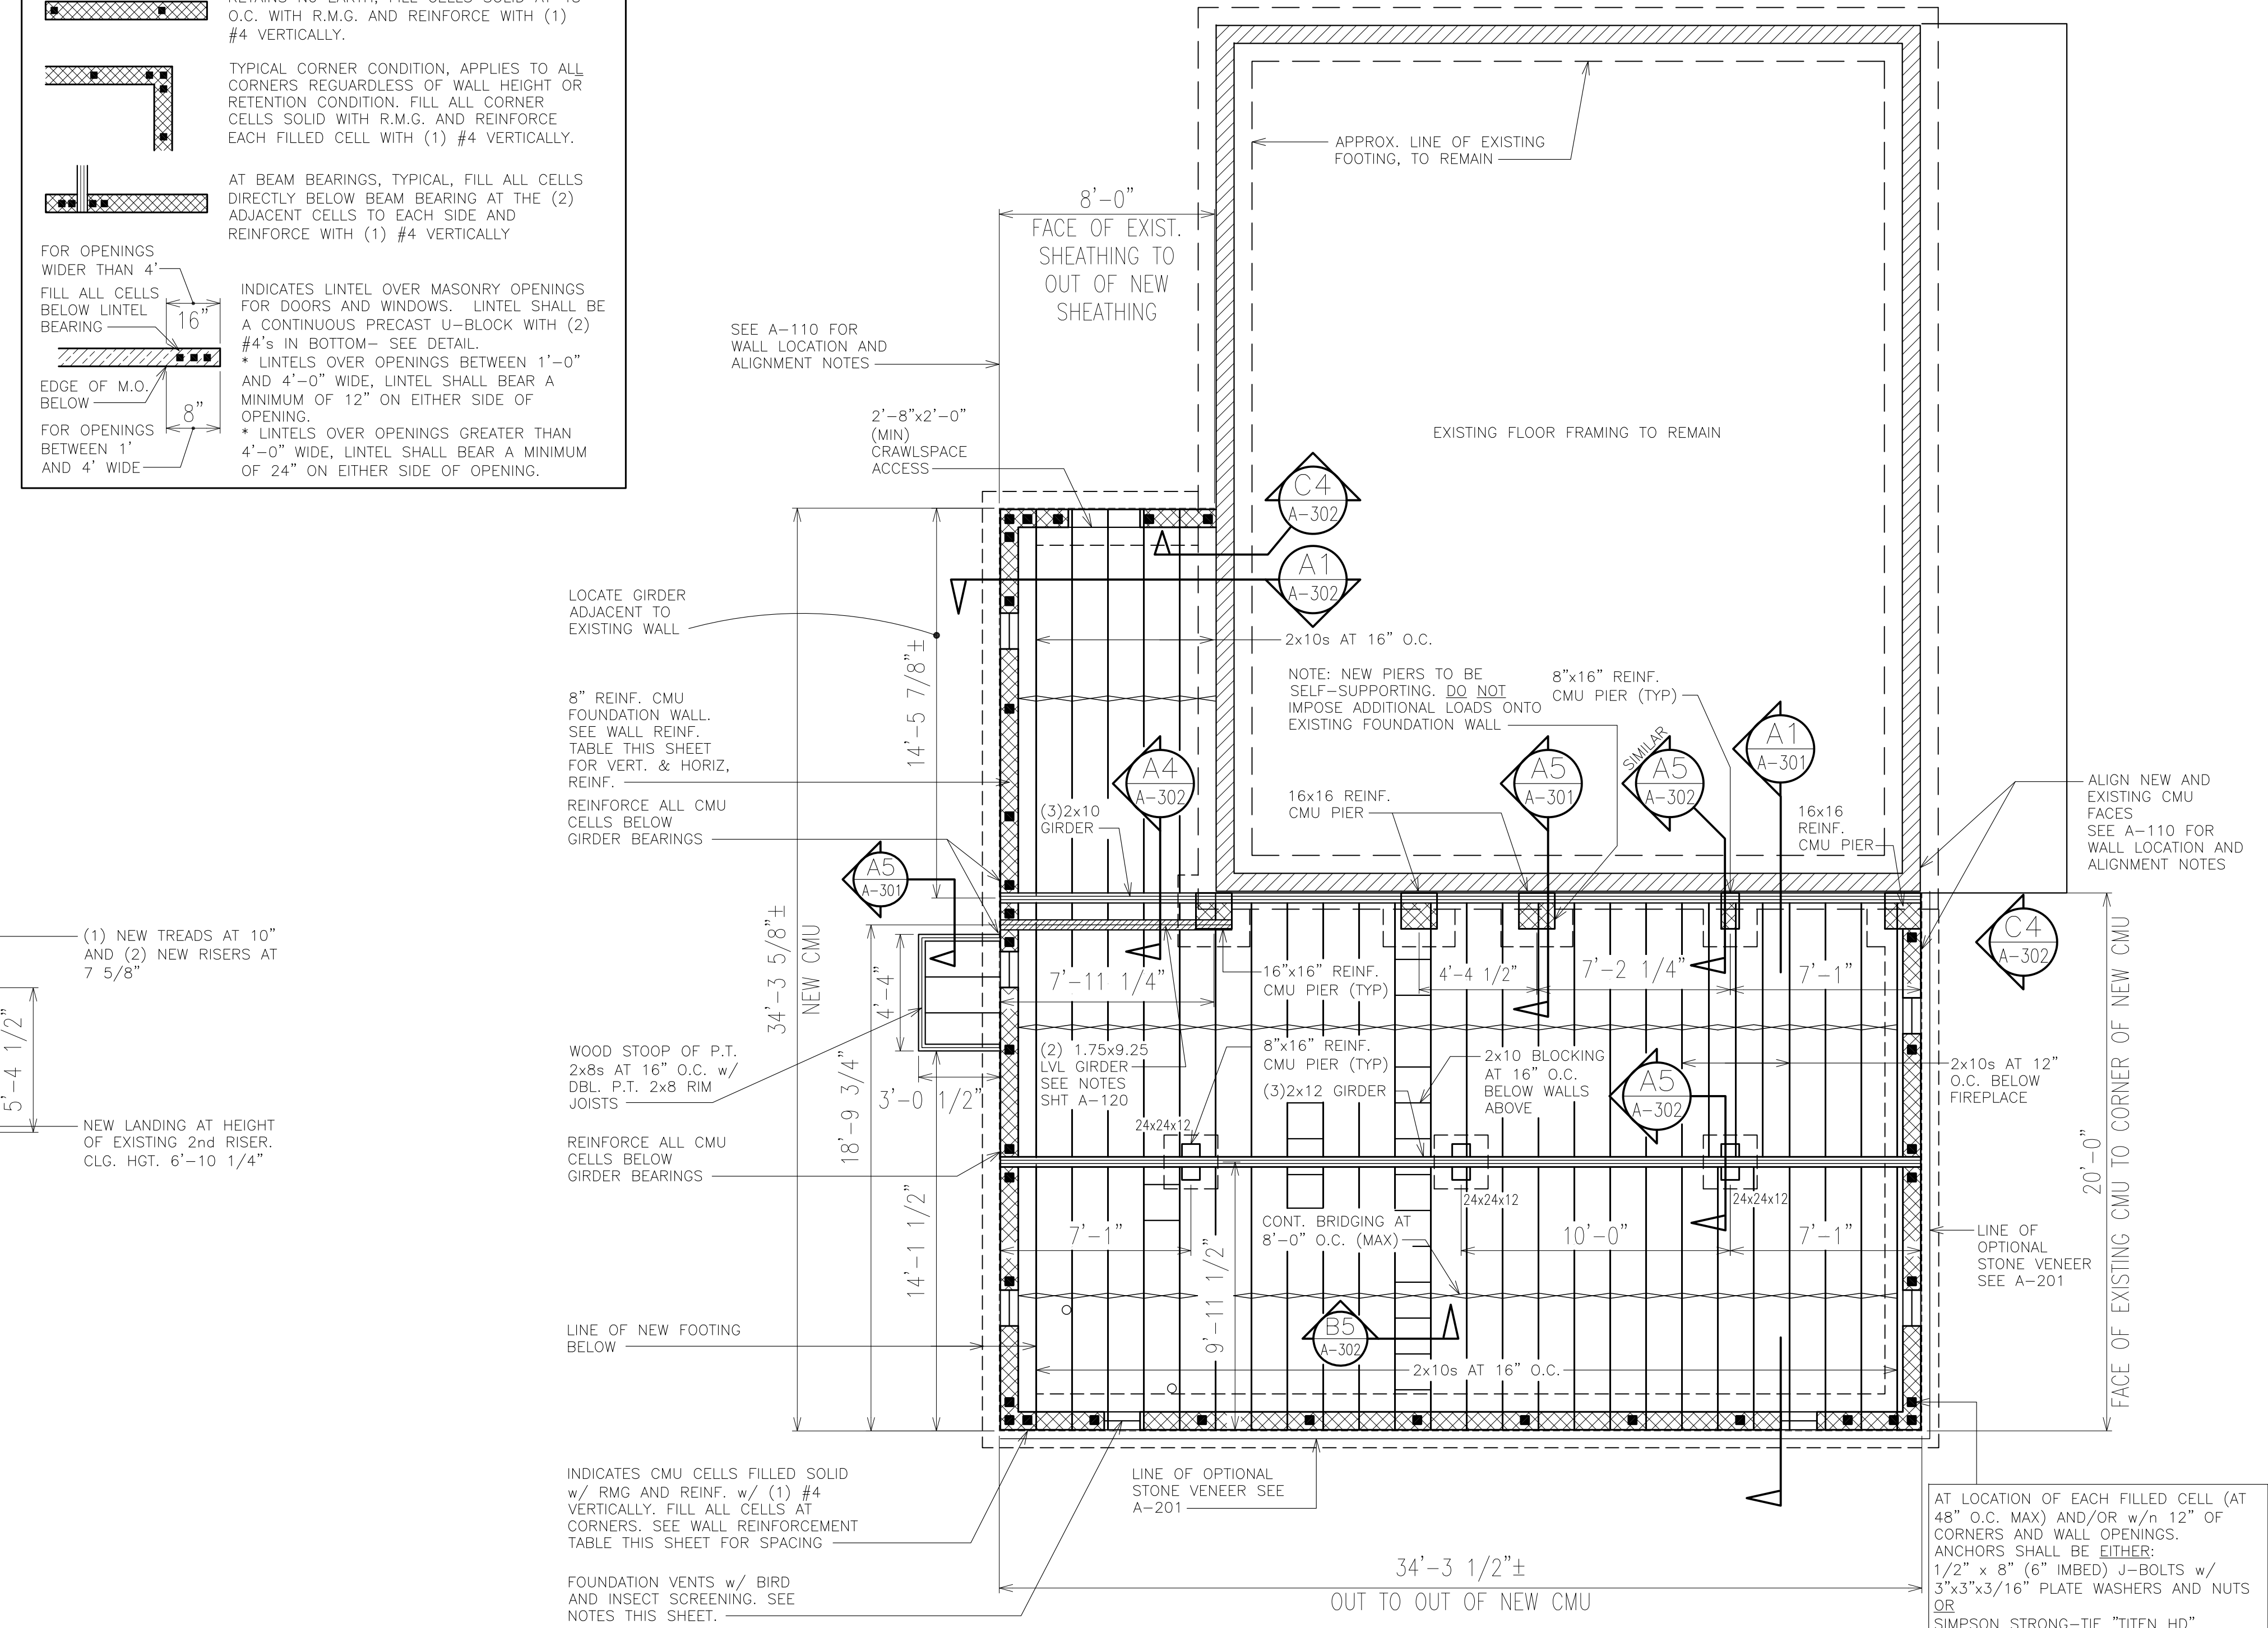 RETAINS NO EARTH, FILL CELLS SOLID AT 48"
O.C. WITH R.M.G. AND REINFORCE WITH (1)
#4 VERTICALLY.
TYPICAL CORNER CONDITION, APPLIES TO ALL
CORNERS REGUARDLESS OF WALL HEIGHT OR
RETENTION CONDITION. FILL ALL CORNER
CELLS SOLID WITH R.M.G. AND REINFORCE
EACH FILLED CELL WITH (1) #4 VERTICALLY.
AT BEAM BEARINGS, TYPICAL, FILL ALL CELLS
DIRECTLY BELOW BEAM BEARING AT THE (2)
ADJACENT CELLS TO EACH SIDE AND
REINFORCE WITH (1) #4 VERTICALLY
FOR OPENINGS
WIDER THAN 4'
FILL ALL CELLS
BELOW LINTEL
BEARING
16"
EDGE OF M.O.
BELOW
8"
FOR OPENINGS
BETWEEN 1'
AND 4' WIDE
INDICATES LINTEL OVER MASONRY OPENINGS
FOR DOORS AND WINDOWS. LINTEL SHALL BE
A CONTINUOUS PRECAST U-BLOCK WITH (2)
#4's IN BOTTOM- SEE DETAIL.
* LINTELS OVER OPENINGS BETWEEN 1'-0"
AND 4'-0" WIDE, LINTEL SHALL BEAR A
MINIMUM OF 12" ON EITHER SIDE OF
OPENING.
* LINTELS OVER OPENINGS GREATER THAN
4'-0" WIDE, LINTEL SHALL BEAR A MINIMUM
OF 24" ON EITHER SIDE OF OPENING.
APPROX. LINE OF EXISTING
FOOTING, TO REMAIN
8'-0"
FACE OF EXIST.
SHEATHING TO
OUT OF NEW
SHEATHING
SEE A-110 FOR
WALL LOCATION AND
ALIGNMENT NOTES
2'-8"x2'-0"
(MIN)
CRAWLSPACE
ACCESS
EXISTING FLOOR FRAMING TO REMAIN
C4
A-302
A1
A-302
LOCATE GIRDER
ADJACENT TO
EXISTING WALL
2x10s AT 16" O.C.
14'-5 7/8"±
NOTE: NEW PIERS TO BE
SELF-SUPPORTING. DO NOT
IMPOSE ADDITIONAL LOADS ONTO
EXISTING FOUNDATION WALL
8"x16" REINF.
CMU PIER (TYP)
8" REINF. CMU
FOUNDATION WALL.
SEE WALL REINF.
TABLE THIS SHEET
FOR VERT. & HORIZ,
REINF.
REINFORCE ALL CMU
CELLS BELOW
GIRDER BEARINGS
A4
A-302
A5
A-301
SIMILAR
A5
A-302
A1
A-301
16x16 REINF.
CMU PIER
(3)2x10
GIRDER
16x16
REINF.
CMU PIER
ALIGN NEW AND
EXISTING CMU
FACES
SEE A-110 FOR
WALL LOCATION AND
ALIGNMENT NOTES
A5
A-301
C4
A-302
(1) NEW TREADS AT 10"
AND (2) NEW RISERS AT
7 5/8"
5'-4 1/2"
NEW LANDING AT HEIGHT
OF EXISTING 2nd RISER.
CLG. HGT. 6'-10 1/4"
34'-3 5/8"±
NEW CMU
18'-9 3/4"
4'-4"
3'-0 1/2"
7'-11 1/4"
16"x16" REINF.
CMU PIER (TYP)
4'-4 1/2"
7'-2 1/4"
7'-1"
WOOD STOOP OF P.T.
2x8s AT 16" O.C. w/
DBL. P.T. 2x8 RIM
JOISTS
(2) 1.75x9.25
LVL GIRDER
SEE NOTES
SHT A-120
8"x16" REINF.
CMU PIER (TYP)
(3)2x12 GIRDER
2x10 BLOCKING
AT 16" O.C.
BELOW WALLS
ABOVE
A5
A-302
2x10s AT 12"
O.C. BELOW
FIREPLACE
24x24x12
REINFORCE ALL CMU
CELLS BELOW
GIRDER BEARINGS
14'-1 1/2"
24x24x12
24x24x12
7'-1"
9'-11 1/2"
CONT. BRIDGING AT
8'-0" O.C. (MAX)
10'-0"
7'-1"
20'-0"
FACE OF EXISTING CMU TO CORNER OF NEW CMU
LINE OF
OPTIONAL
STONE VENEER
SEE A-201
LINE OF NEW FOOTING
BELOW
B5
A-302
2x10s AT 16" O.C.
INDICATES CMU CELLS FILLED SOLID
w/ RMG AND REINF. w/ (1) #4
VERTICALLY. FILL ALL CELLS AT
CORNERS. SEE WALL REINFORCEMENT
TABLE THIS SHEET FOR SPACING
FOUNDATION VENTS w/ BIRD
AND INSECT SCREENING. SEE
NOTES THIS SHEET.
LINE OF OPTIONAL
STONE VENEER SEE
A-201
34'-3 1/2"±
OUT TO OUT OF NEW CMU
AT LOCATION OF EACH FILLED CELL (AT
48" O.C. MAX) AND/OR w/n 12" OF
CORNERS AND WALL OPENINGS.
ANCHORS SHALL BE EITHER:
1/2" x 8" (6" IMBED) J-BOLTS w/
3"x3"x3/16" PLATE WASHERS AND NUTS
OR
SIMPSON STRONG-TIE "TITEN HD"